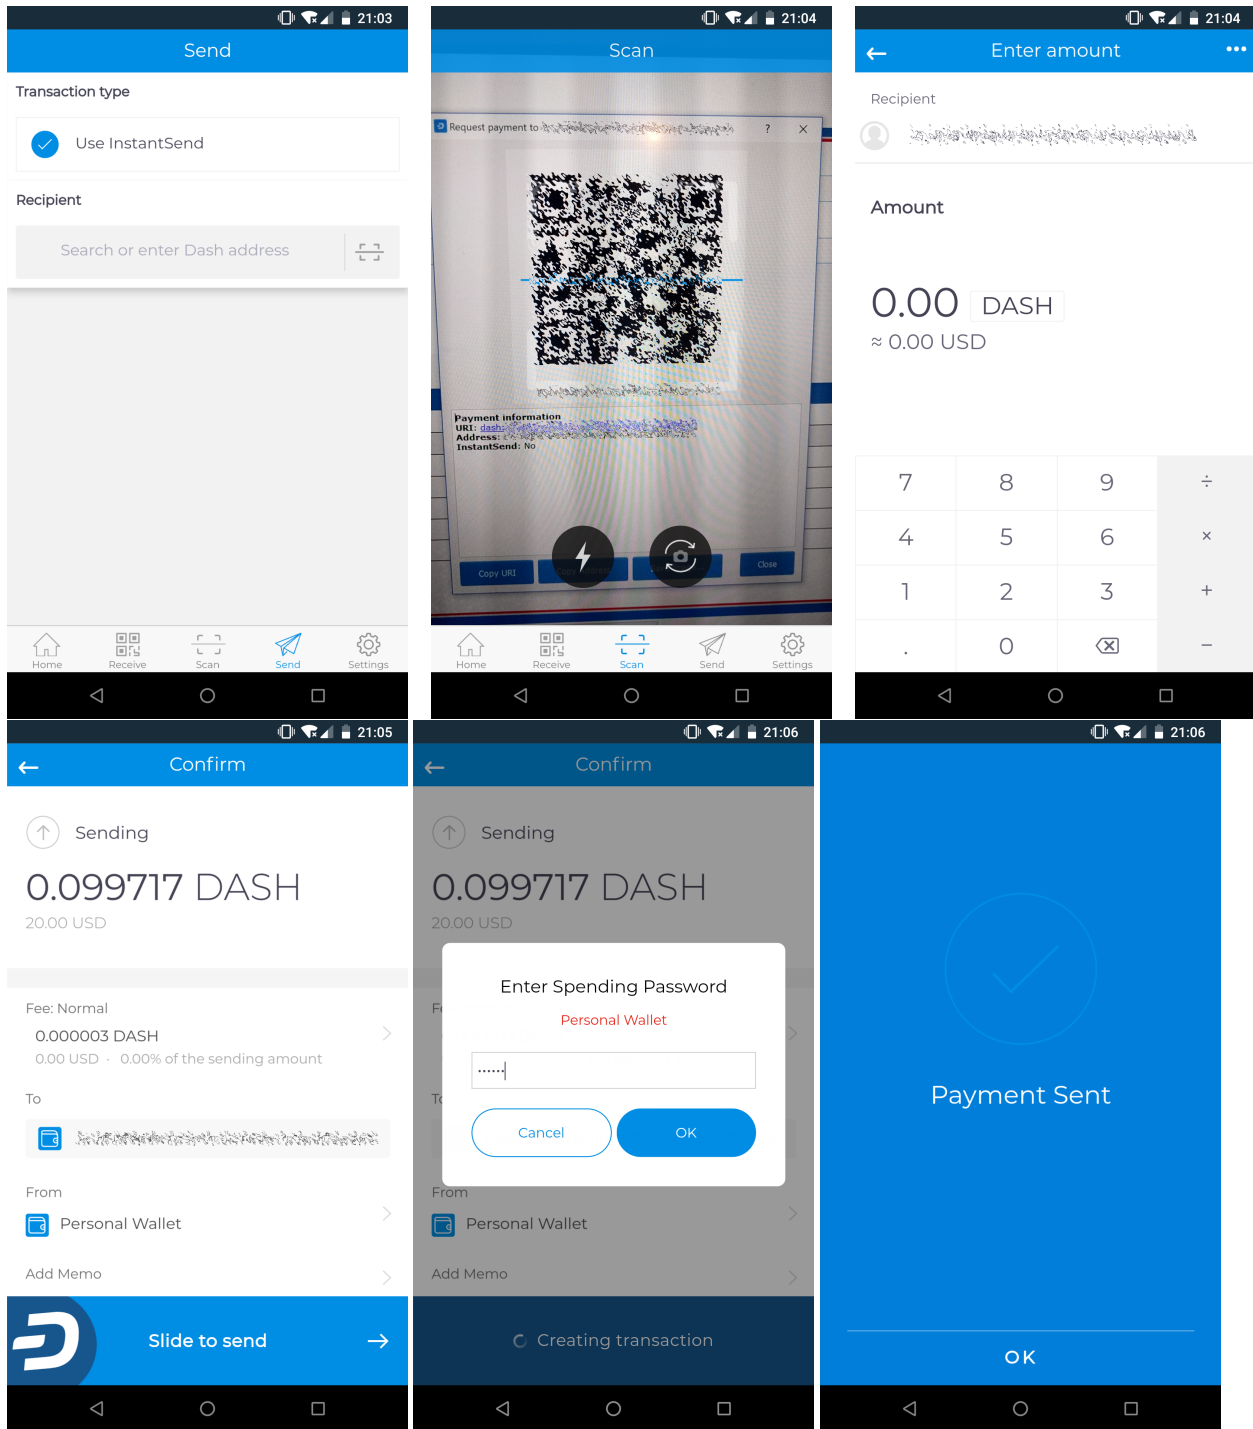 21:03
Send
Transaction type
Use InstantSend
Recipient
Search or enter Dash address
Home
Receive
Scan
Send
Settings
21:04
Scan
Request payment to
?
Payment information
URI: dash:
Address:
InstantSend: No
Copy URI
Close
Home
Receive
Scan
Send
Settings
21:04
Enter amount
Recipient
Amount
0.00 DASH
≈ 0.00 USD
7 8 9 ÷
4 5 6 ×
1 2 3 +
. 0 −
21:05
Confirm
Sending
0.099717 DASH
20.00 USD
Fee: Normal
0.000003 DASH
0.00 USD · 0.00% of the sending amount
To
From
Personal Wallet
Add Memo
Slide to send
21:06
Confirm
Sending
0.099717 DASH
20.00 USD
Enter Spending Password
Personal Wallet
Cancel
OK
From
Personal Wallet
Add Memo
Creating transaction
21:06
Payment Sent
OK